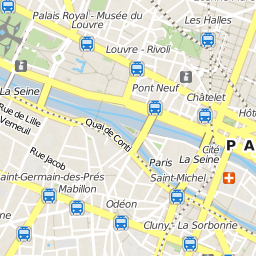 Les Halles
Palais Royal - Musée du
Louvre
Louvre - Rivoli
Pont Neuf
La Seine
Châtelet
Rue de Lille
Verneuil
Quai de Conti
Hô
Cité
P A
Rue Jacob
Paris
La Seine
Saint-Michel
Saint-Germain-des-Prés
Mabillon
Odéon
Cluny - La Sorbonne